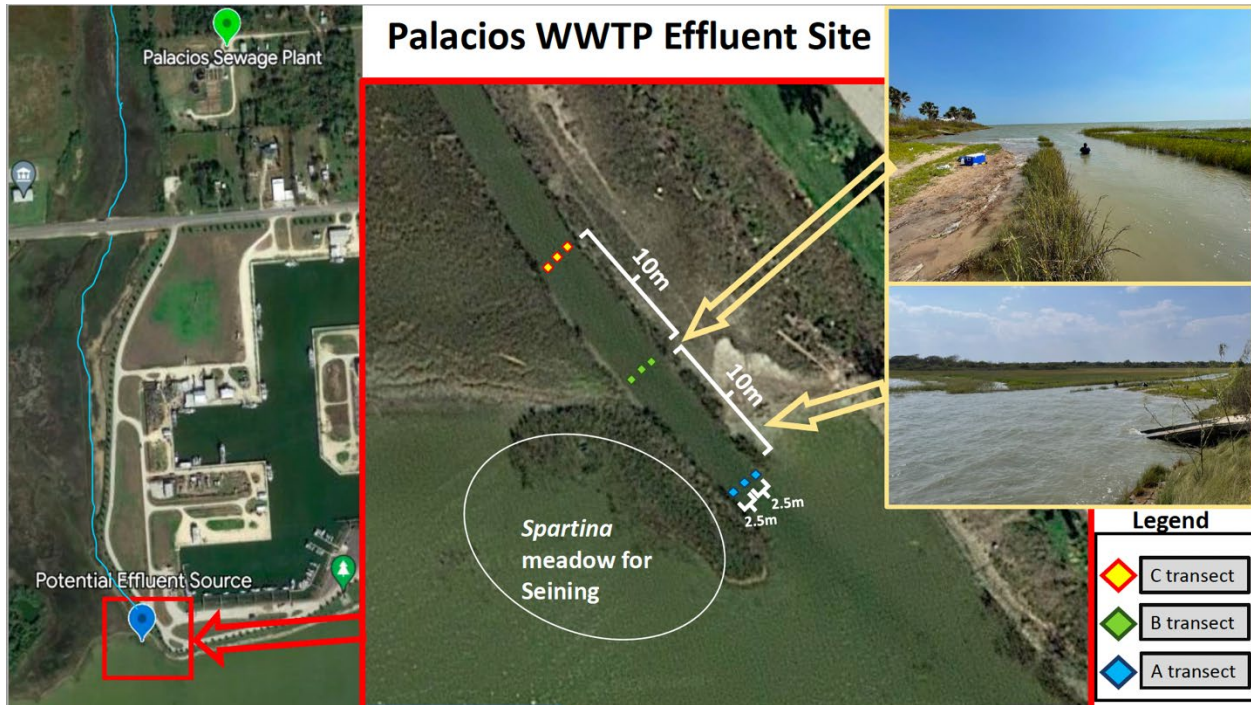 Palacios WWTP Effluent Site
Palacios Sewage Plant
Potential Effluent Source
10m
10m
2.5m
2.5m
Spartina
meadow for
Seining
Legend
C transect
B transect
A transect